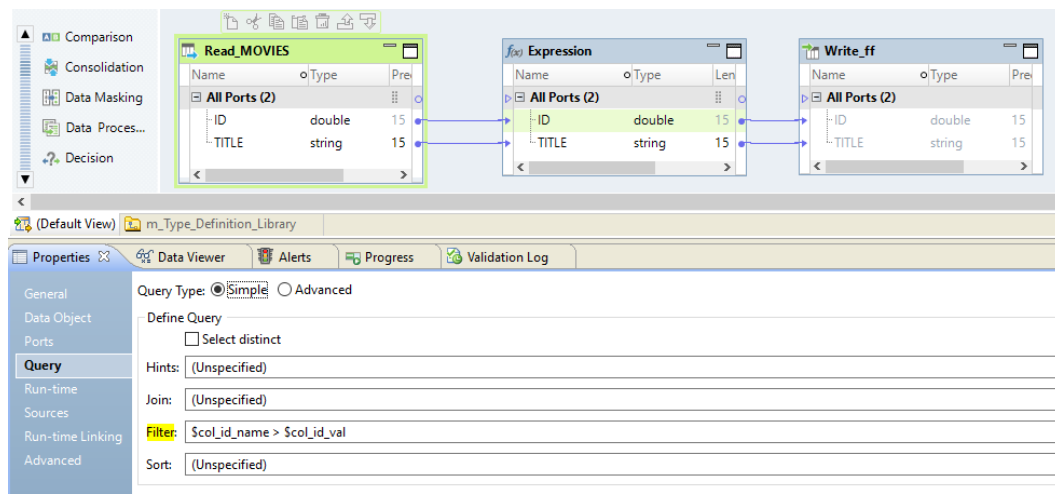 Comparison
Consolidation
Data Masking
Data Proces...
Decision
Read_MOVIES
Name Type Pre
All Ports (2)
ID double 15
TITLE string 15
f(x) Expression
Name Type Len
All Ports (2)
ID double 15
TITLE string 15
Write_ff
Name Type Pre
All Ports (2)
ID double 15
TITLE string 15
(Default View) m_Type_Definition_Library
Properties Data Viewer Alerts Progress Validation Log
General
Data Object
Ports
Query
Run-time
Sources
Run-time Linking
Advanced
Query Type: Simple Advanced
Define Query
Select distinct
Hints: (Unspecified)
Join: (Unspecified)
Filter: $col_id_name > $col_id_val
Sort: (Unspecified)